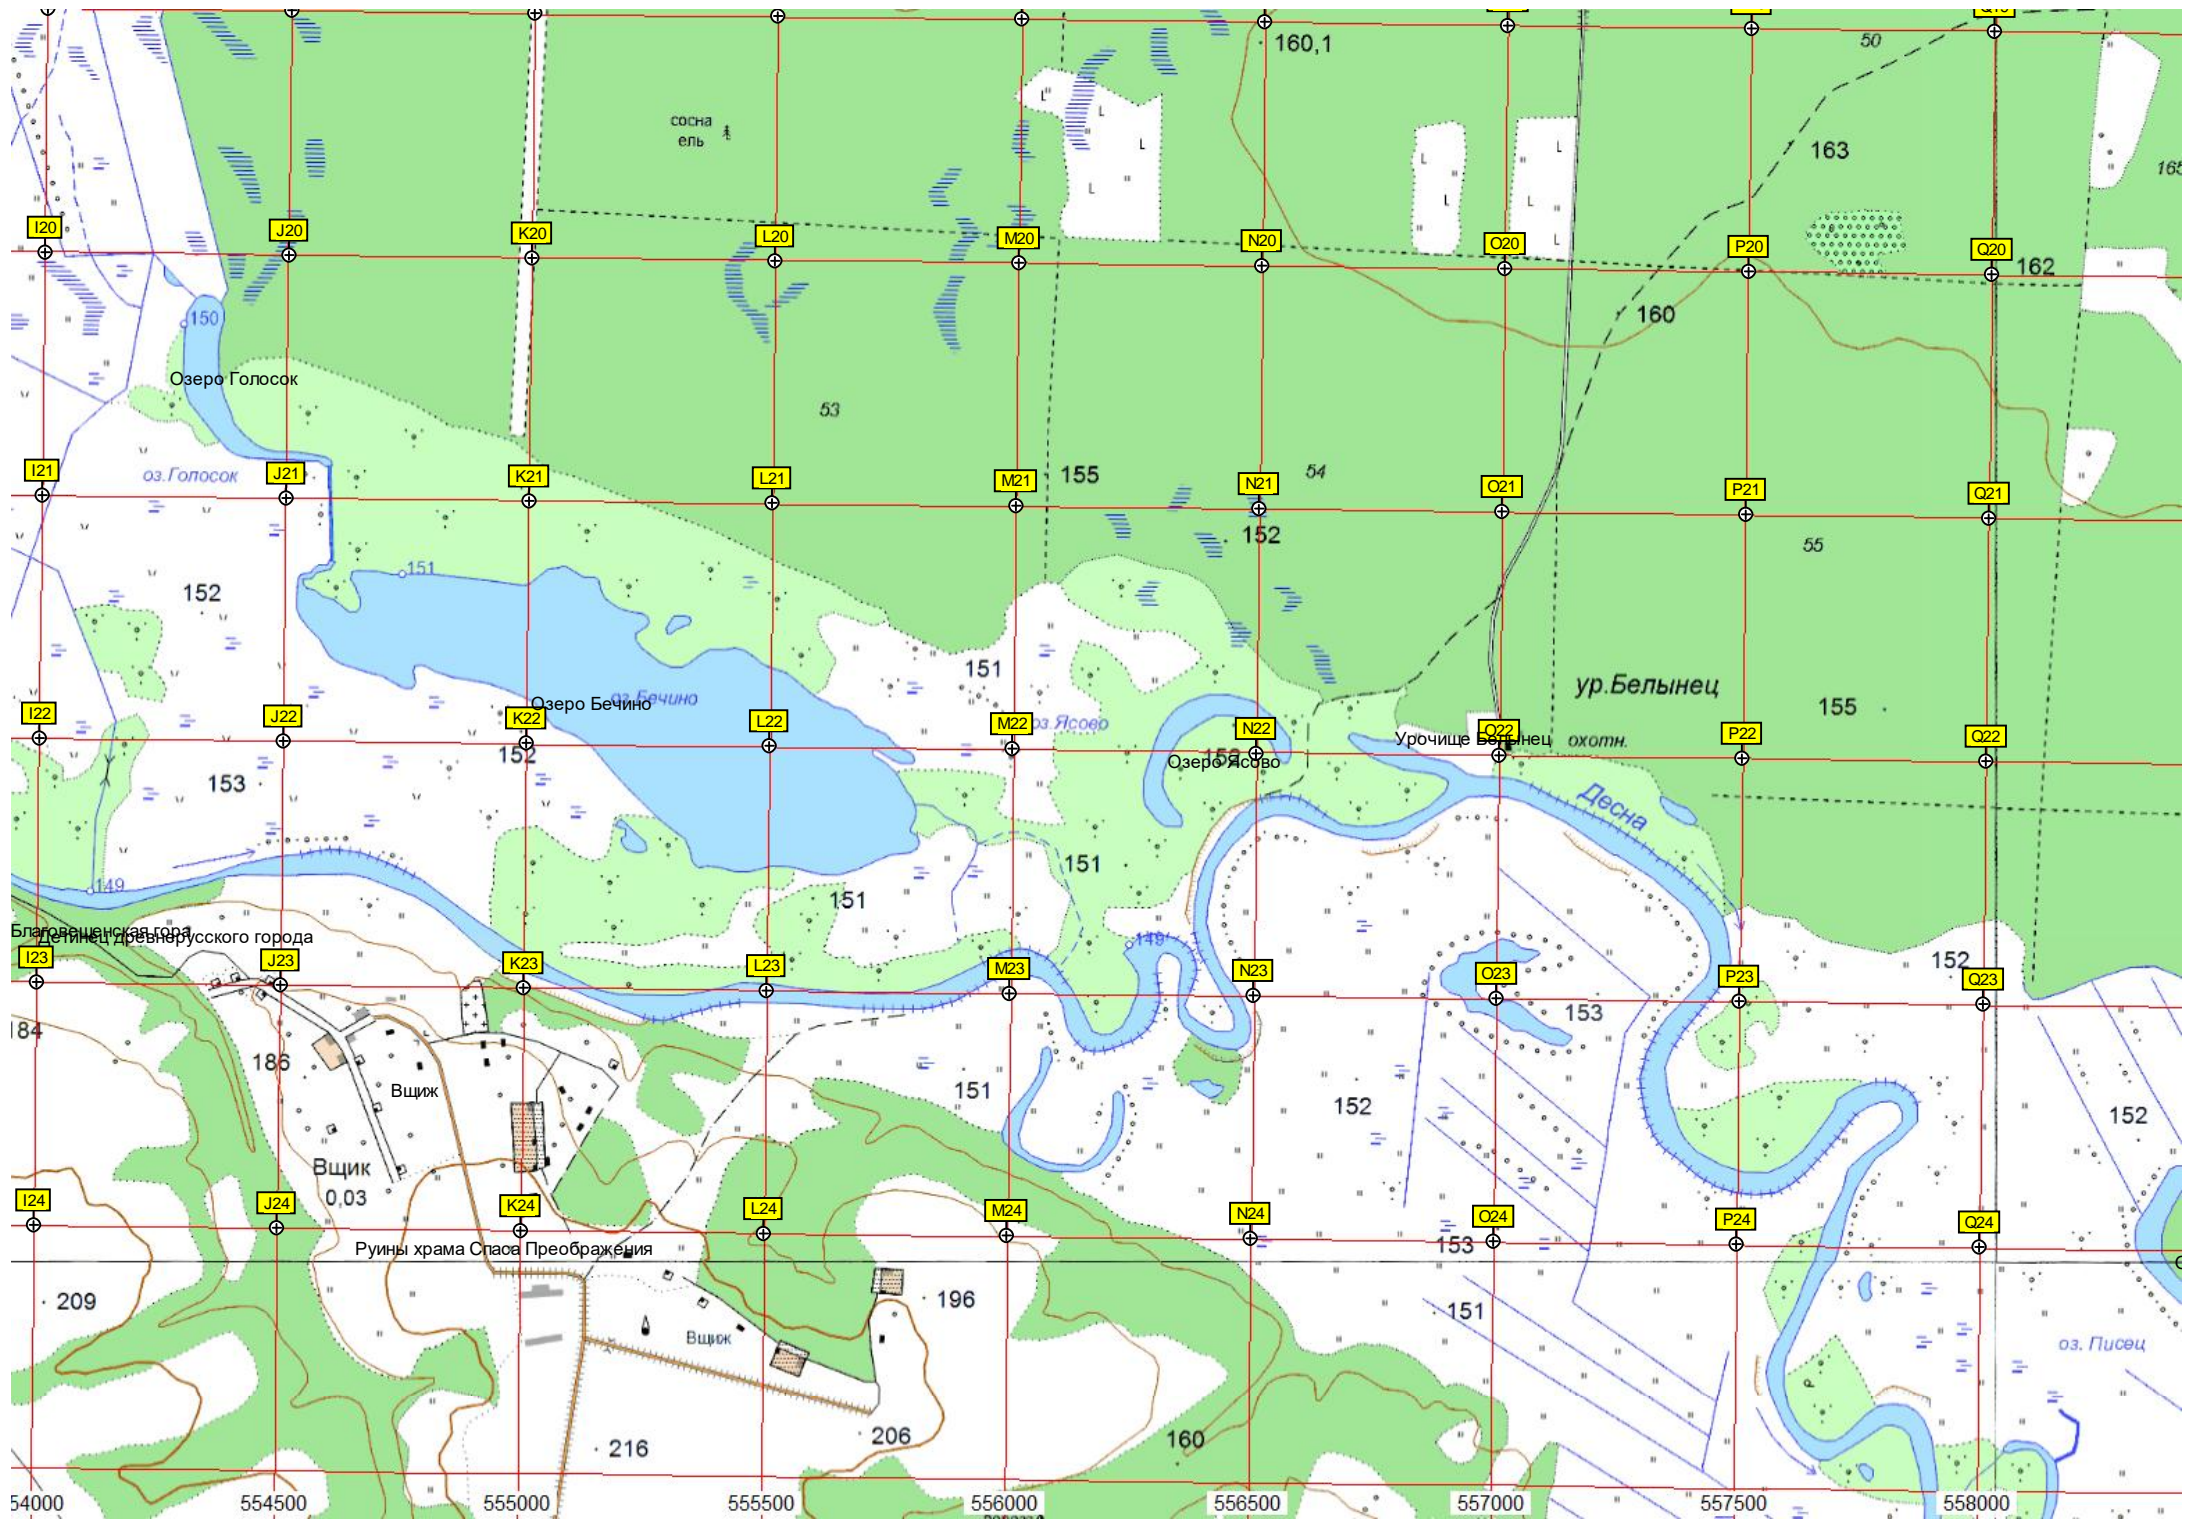 160,1
50
сосна
ель
163
165
I20
J20
K20
L20
M20
N20
O20
P20
Q20
162
150
160
Озеро Голосок
53
54
I21
оз.Голосок
J21
K21
L21
M21
155
N21
O21
P21
Q21
152
55
151
152
151
ур.Белынец
155
оз.Бечино
Озеро Бечино
I22
J22
K22
L22
M22
оз.Ясово
N22
O22
P22
Q22
Урочище Белынец
охотн.
152
152
Озеро Ясово
153
Десна
149
151
151
Благовещенская гора
Детинец древнерусского города
149
I23
J23
K23
L23
M23
N23
O23
P23
152
Q23
184
153
186
Вщиж
151
152
152
Вщик
0,03
I24
J24
K24
L24
M24
N24
O24
P24
Q24
153
Руины храма Спаса Преображения
209
196
151
Вщиж
оз. Писец
Р
216
206
160
54000
554500
555000
555500
556000
556500
557000
557500
558000